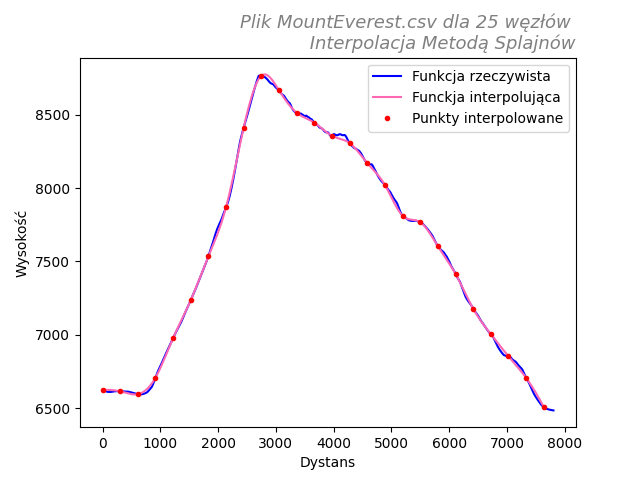 Plik MountEverest.csv dla 25 węzłów
Interpolacja Metodą Splajnów
Funkcja rzeczywista
Funckja interpolująca
Punkty interpolowane
Wysokość
8500
8000
7500
7000
6500
0 1000 2000 3000 4000 5000 6000 7000 8000
Dystans